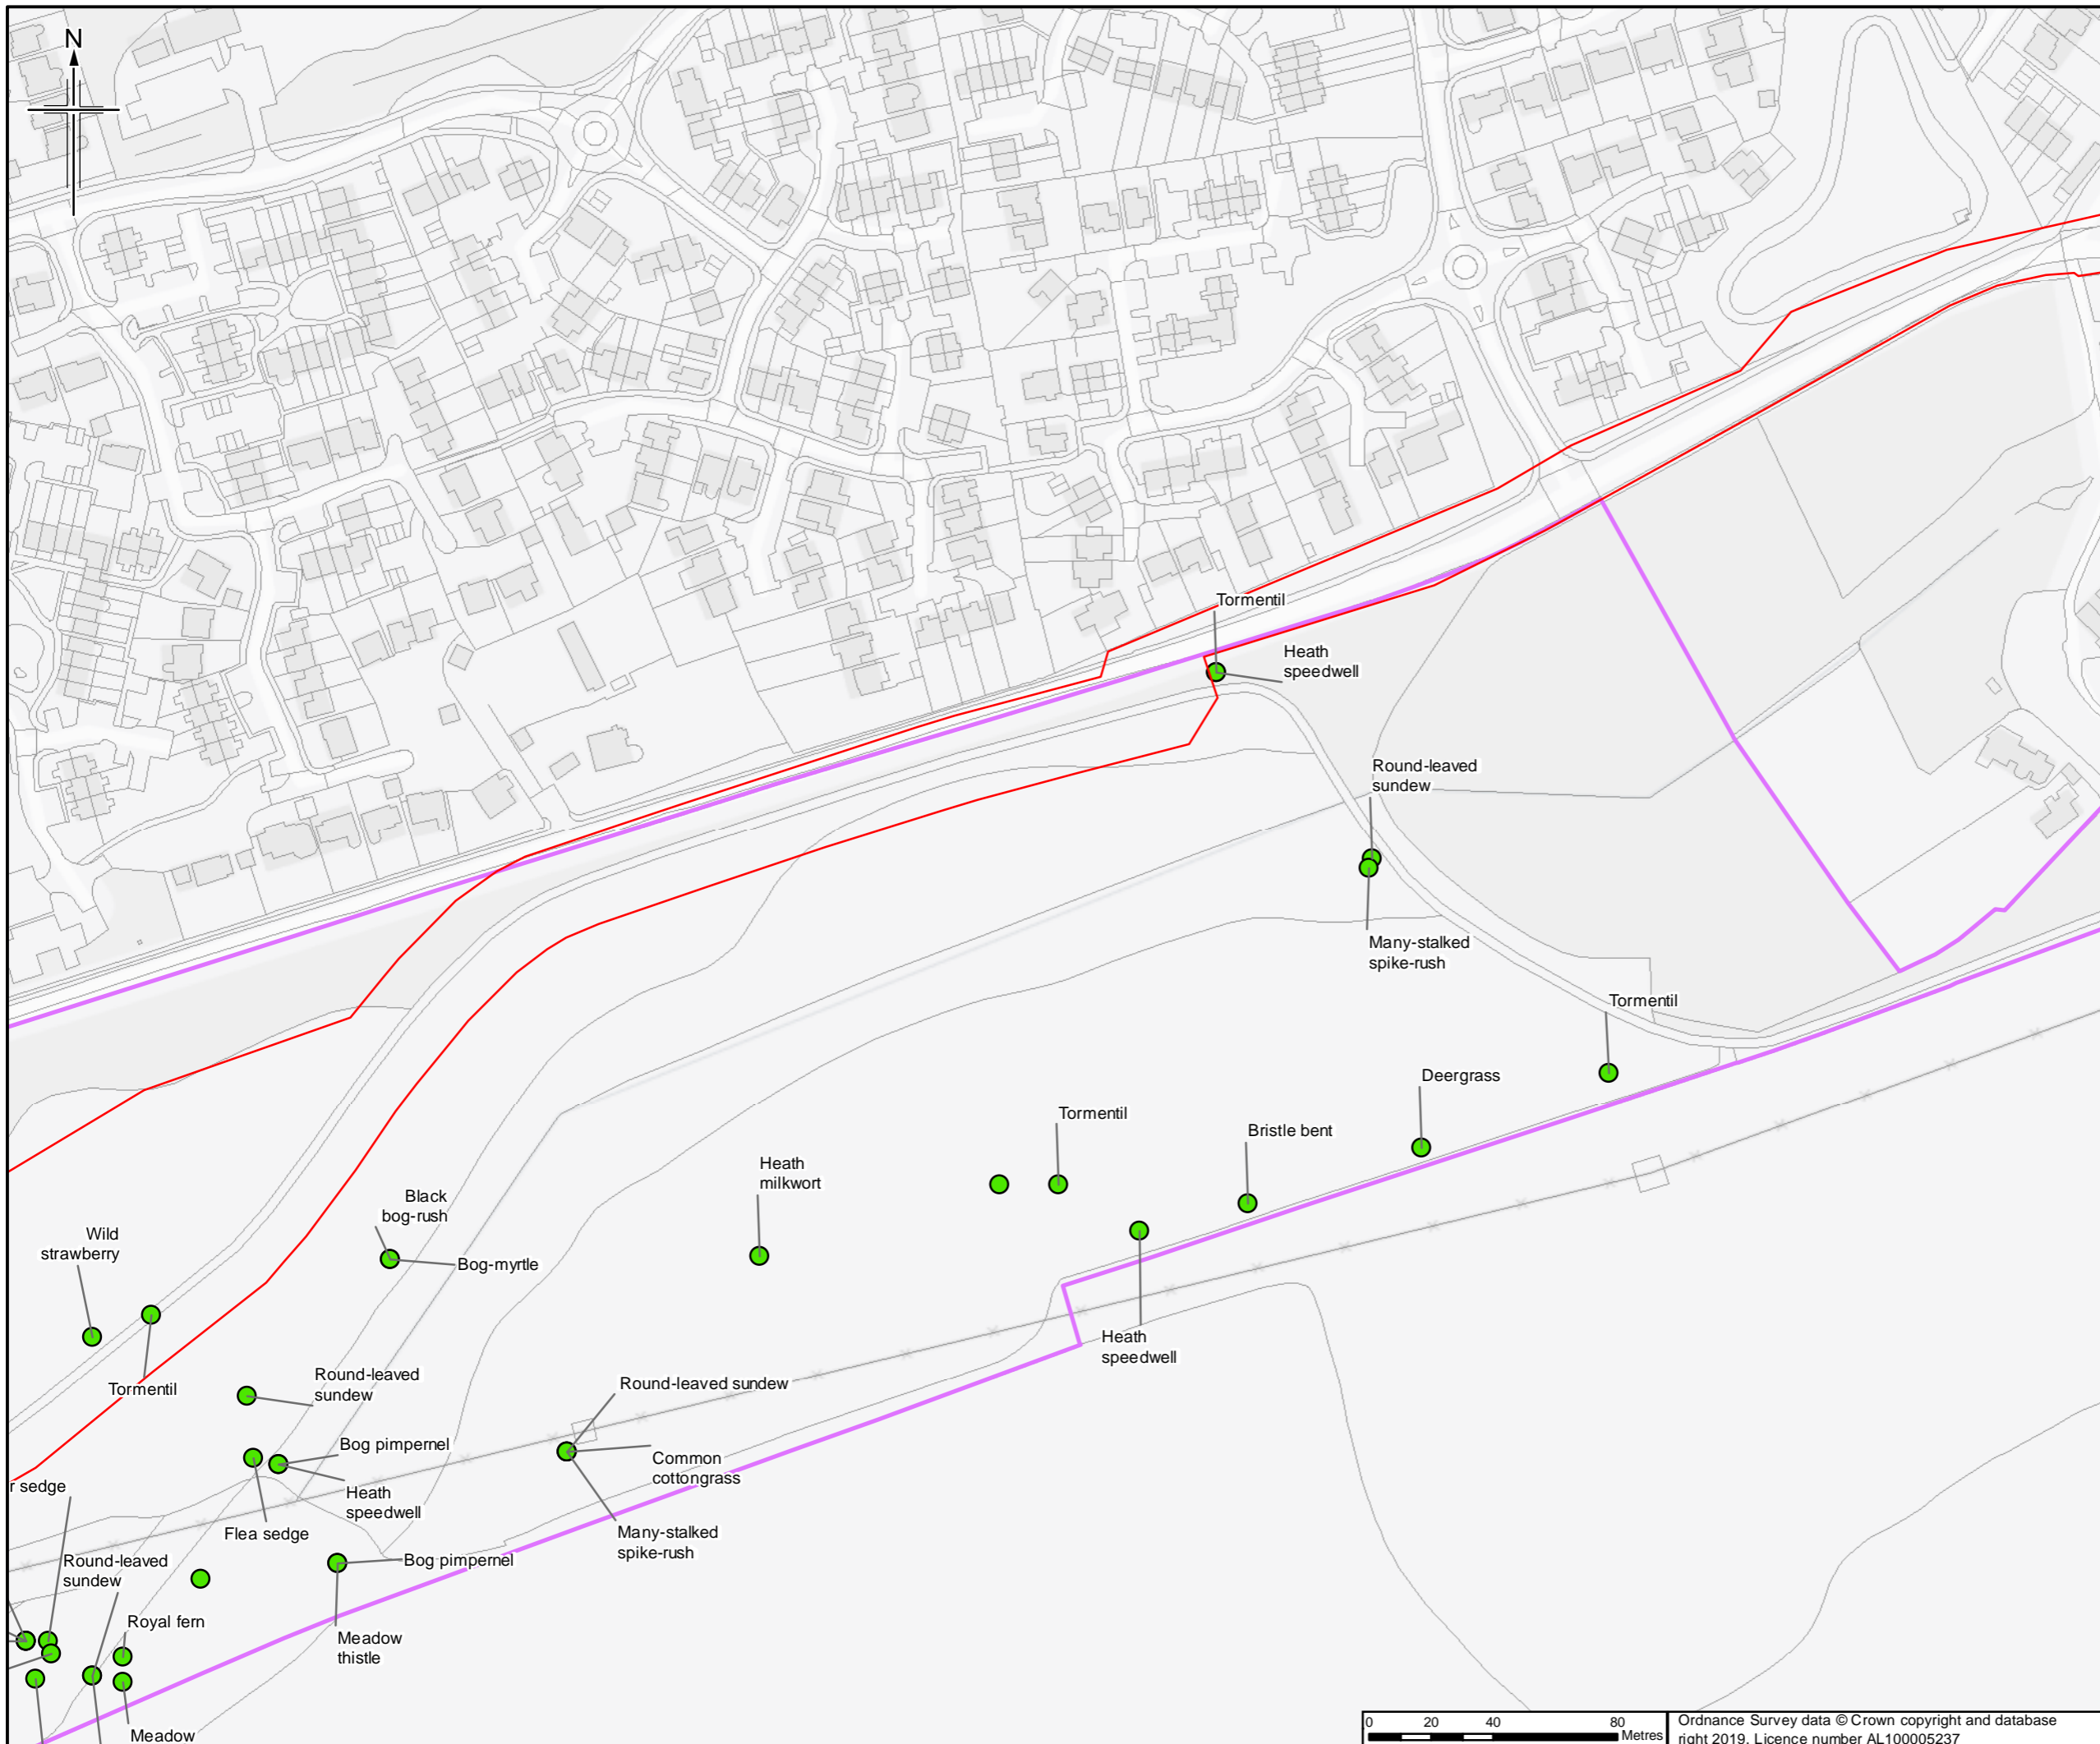 N
Tormentil
Heath
speedwell
Round-leaved
sundew
Many-stalked
spike-rush
Tormentil
Deergrass
Tormentil
Bristle bent
Heath
milkwort
Black
bog-rush
Wild
strawberry
Bog-myrtle
Heath
speedwell
Tormentil
Round-leaved
sundew
Round-leaved sundew
Bog pimpernel
Common
cottongrass
r sedge
Heath
speedwell
Flea sedge
Many-stalked
spike-rush
Round-leaved
sundew
Bog pimpernel
Royal fern
Meadow
thistle
Meadow
0 20 40 80
Metres
Ordnance Survey data © Crown copyright and database
right 2019. Licence number AL100005237